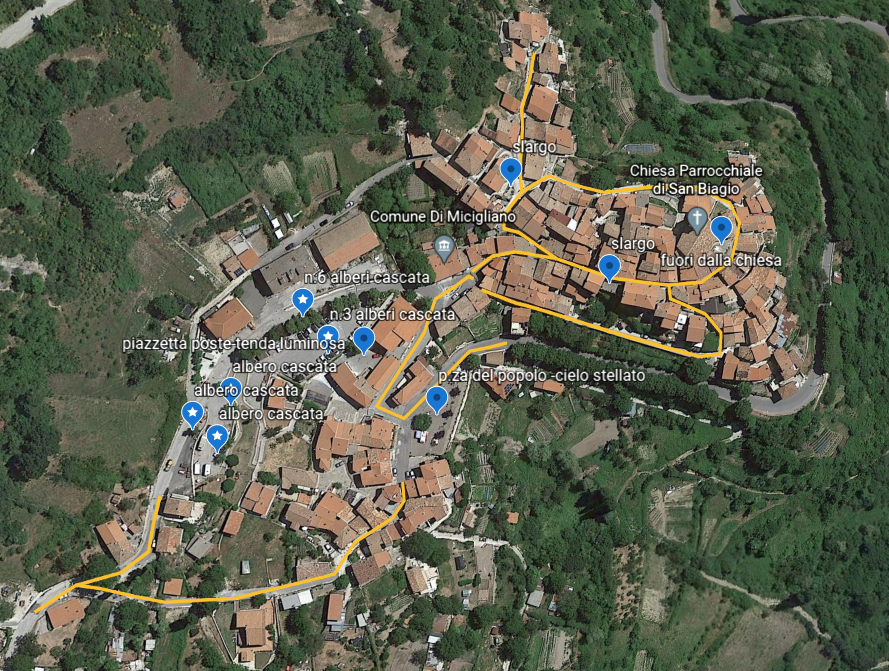 slargo
Chiesa Parrocchiale
di San Biagio
Comune Di Micigliano
slargo
fuori dalla Chiesa
n.6 alberi cascata
n.3 alberi cascata
piazzetta poste-tenda luminosa
albero cascata
p.za del popolo -cielo stellato
albero cascata
albero cascata